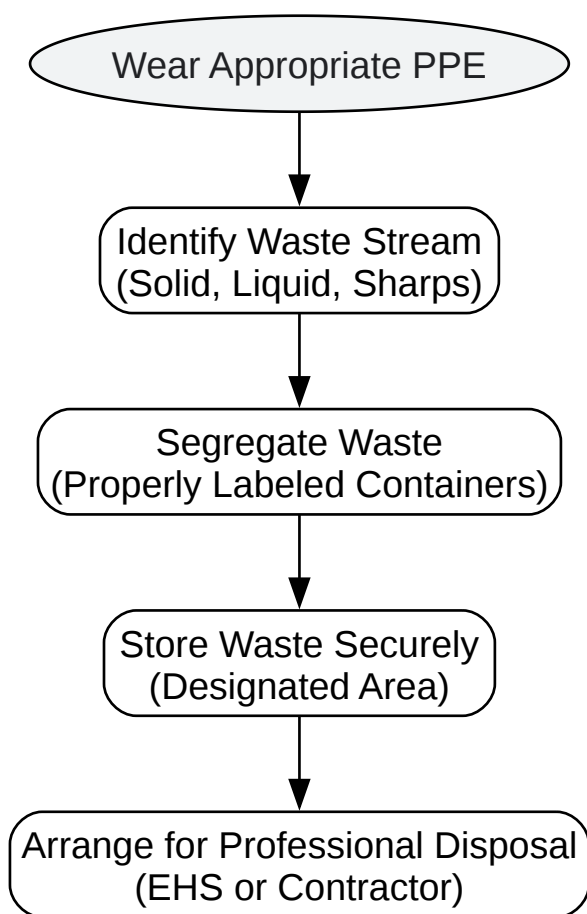 Wear Appropriate PPE
Identify Waste Stream
(Solid, Liquid, Sharps)
Segregate Waste
(Properly Labeled Containers)
Store Waste Securely
(Designated Area)
Arrange for Professional Disposal
(EHS or Contractor)